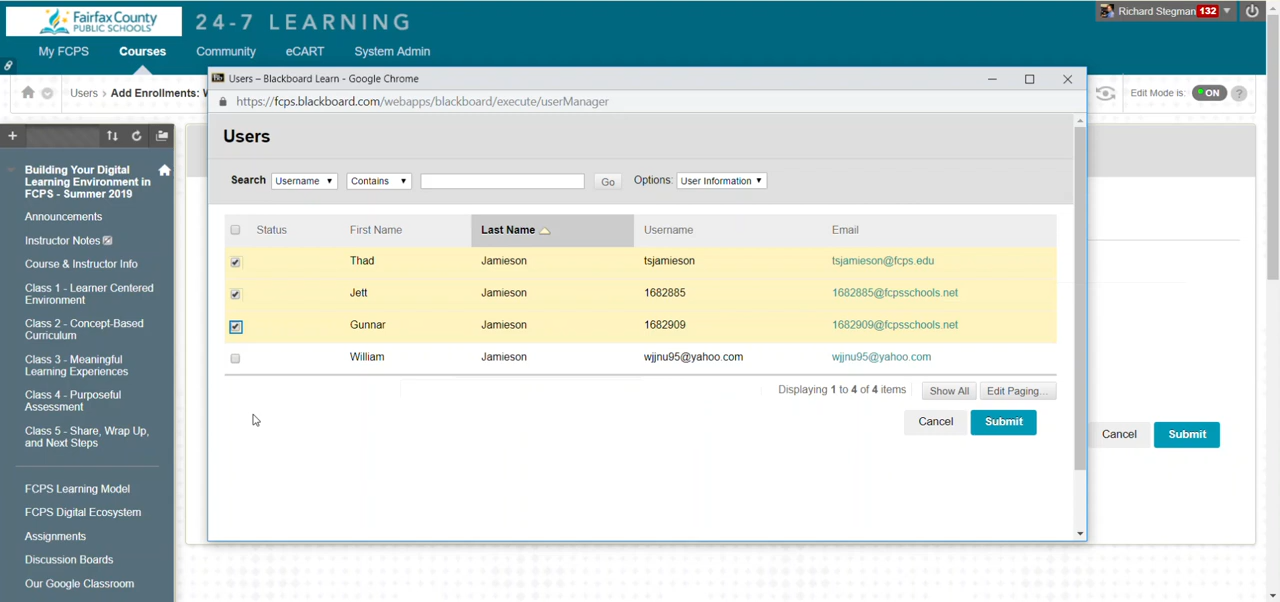 Fairfax County
PUBLIC SCHOOLS
24-7 LEARNING
Richard Stegman 132
My FCPS Courses Community eCART System Admin
Users – Blackboard Learn - Google Chrome
Users > Add Enrollments:
Edit Mode is: ON ?
https://fcps.blackboard.com/webapps/blackboard/execute/userManager
Users
Search Username Contains Go Options: User Information
Status First Name Last Name Username Email
Thad Jamieson tsjamieson tsjamieson@fcps.edu
Jett Jamieson 1682885 1682885@fcpsschools.net
Gunnar Jamieson 1682909 1682909@fcpsschools.net
William Jamieson wjjnu95@yahoo.com wjjnu95@yahoo.com
Displaying 1 to 4 of 4 items Show All Edit Paging...
Cancel Submit
Cancel Submit
Building Your Digital
Learning Environment in
FCPS - Summer 2019
Announcements
Instructor Notes
Course & Instructor Info
Class 1 - Learner Centered
Environment
Class 2 - Concept-Based
Curriculum
Class 3 - Meaningful
Learning Experiences
Class 4 - Purposeful
Assessment
Class 5 - Share, Wrap Up,
and Next Steps
FCPS Learning Model
FCPS Digital Ecosystem
Assignments
Discussion Boards
Our Google Classroom